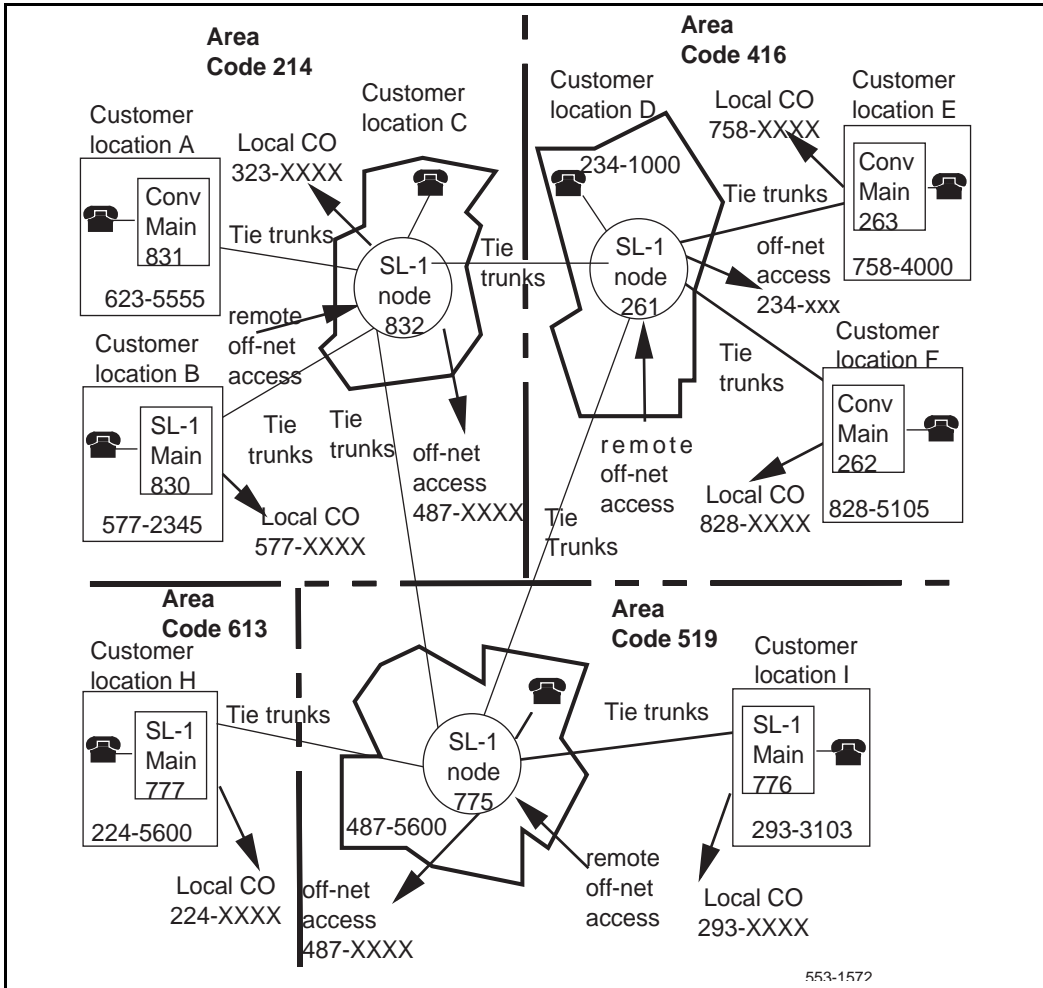 Area
Code 214
Area
Code 416
Customer
location A
Conv
Main
831
623-5555
Tie trunks
Local CO
323-XXXX
Customer
location C
SL-1
node
832
Tie
trunks
remote
off-net
access
Customer
location B
SL-1
Main
830
577-2345
Tie
trunks
Tie
trunks
Local CO
577-XXXX
off-net
access
487-XXXX
Customer
location D
234-1000
SL-1
node
261
Local CO
758-XXXX
Customer
location E
Conv
Main
263
758-4000
Tie trunks
off-net
access
234-xxx
Tie
trunks
Customer
location F
Conv
Main
262
828-5105
Local CO
828-XXXX
remote
off-net
access
Tie
Trunks
Area
Code 613
Area
Code 519
Customer
location H
SL-1
Main
777
224-5600
Tie trunks
Local CO
224-XXXX
SL-1
node
775
487-5600
off-net
access
487-XXXX
remote
off-net
access
Tie trunks
Customer
location I
SL-1
Main
776
293-3103
Local CO
293-XXXX
553-1572